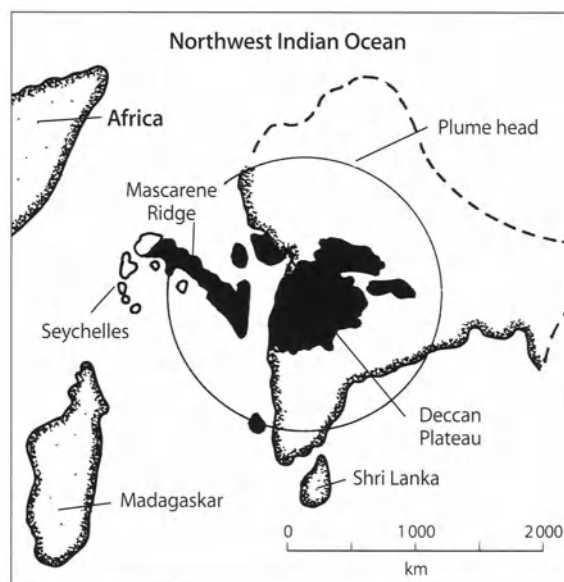 Northwest Indian Ocean
Africa
Plume head
Mascarene
Ridge
Seychelles
Deccan
Plateau
Shri Lanka
Madagaskar
0 1000 2000
km